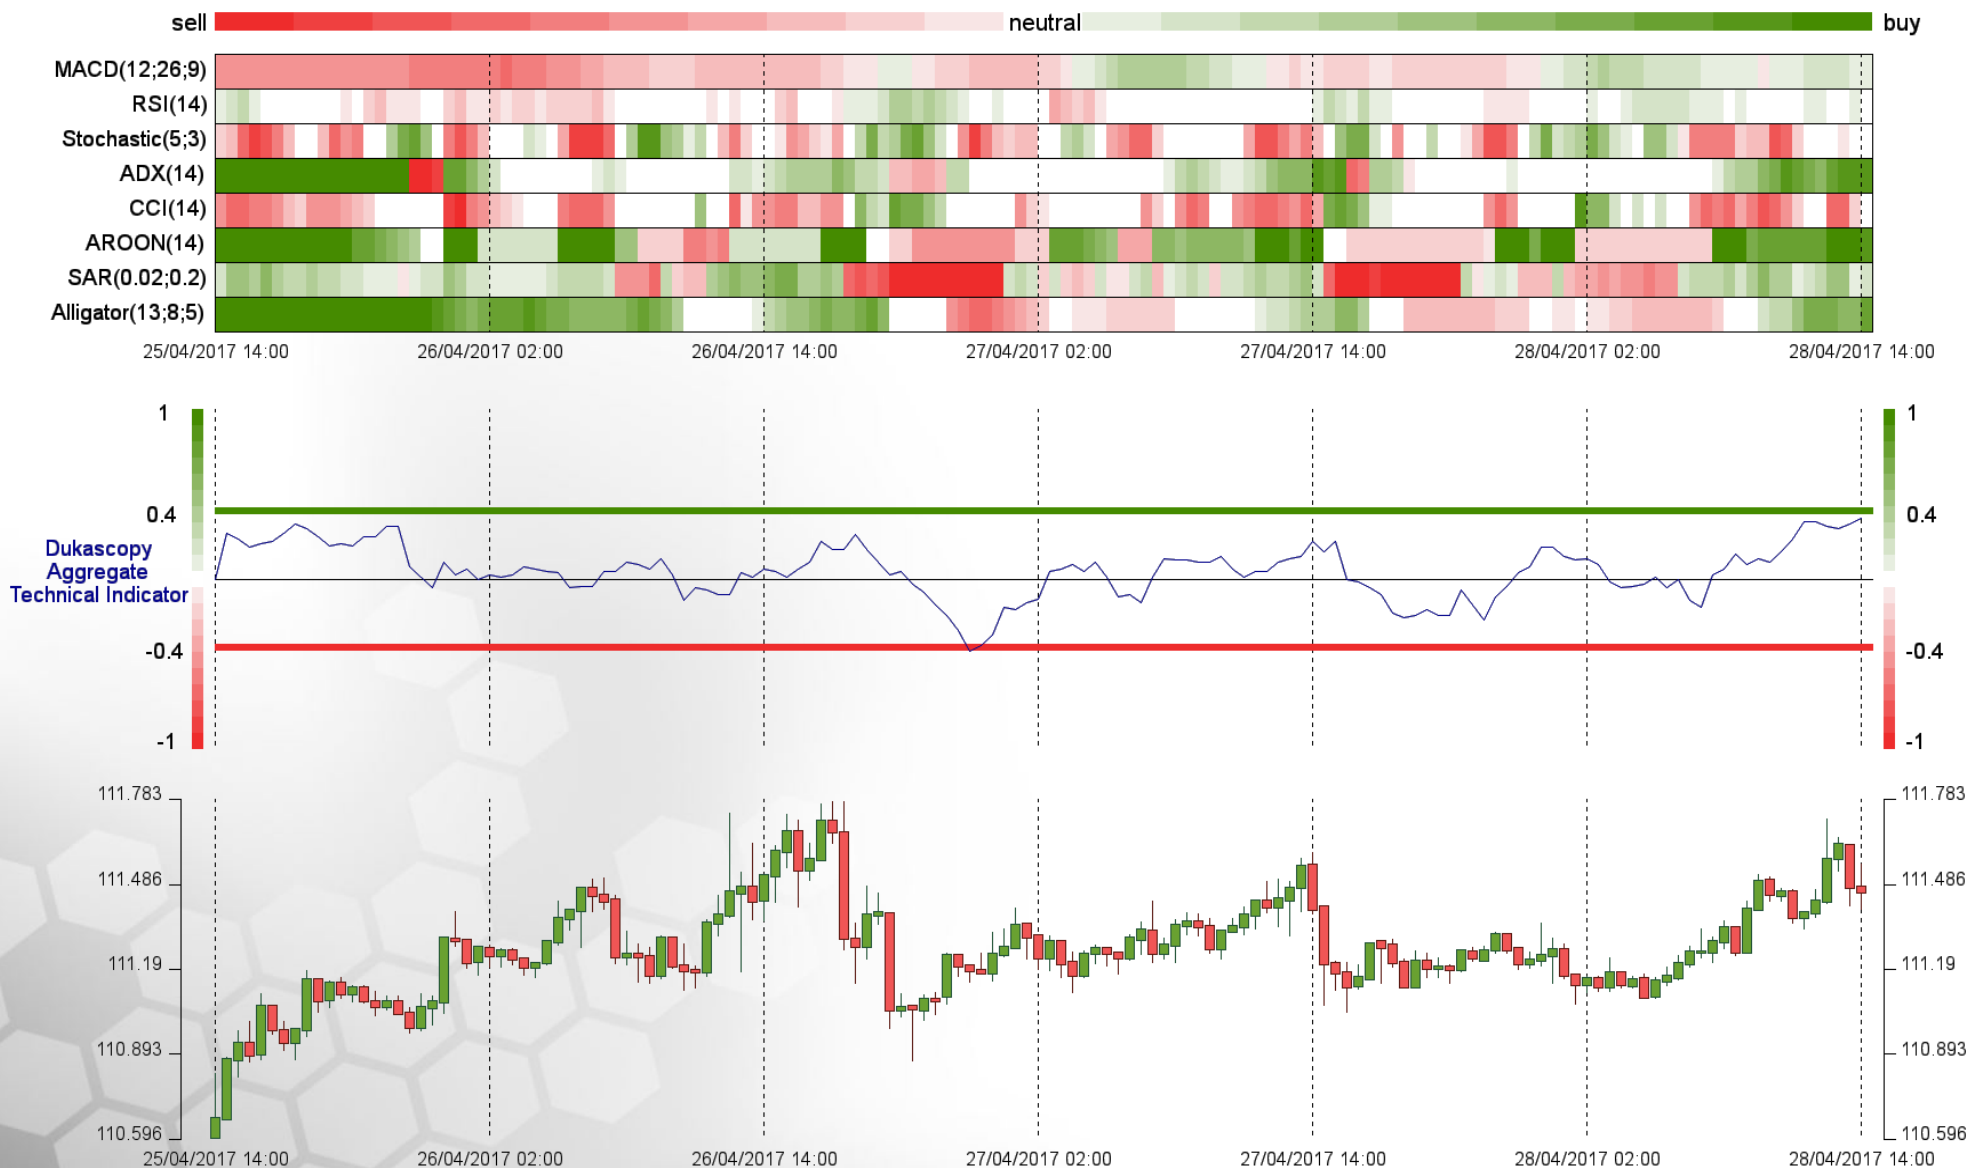 sell neutral buy
MACD(12;26;9)
RSI(14)
Stochastic(5;3)
ADX(14)
CCI(14)
AROON(14)
SAR(0.02;0.2)
Alligator(13;8;5)
25/04/2017 14:00 26/04/2017 02:00 26/04/2017 14:00 27/04/2017 02:00 27/04/2017 14:00 28/04/2017 02:00 28/04/2017 14:00
1 1
0.4 0.4
Dukascopy
Aggregate
Technical Indicator
-0.4 -0.4
-1 -1
111.783 111.783
111.486 111.486
111.19 111.19
110.893 110.893
110.596 110.596
25/04/2017 14:00 26/04/2017 02:00 26/04/2017 14:00 27/04/2017 02:00 27/04/2017 14:00 28/04/2017 02:00 28/04/2017 14:00